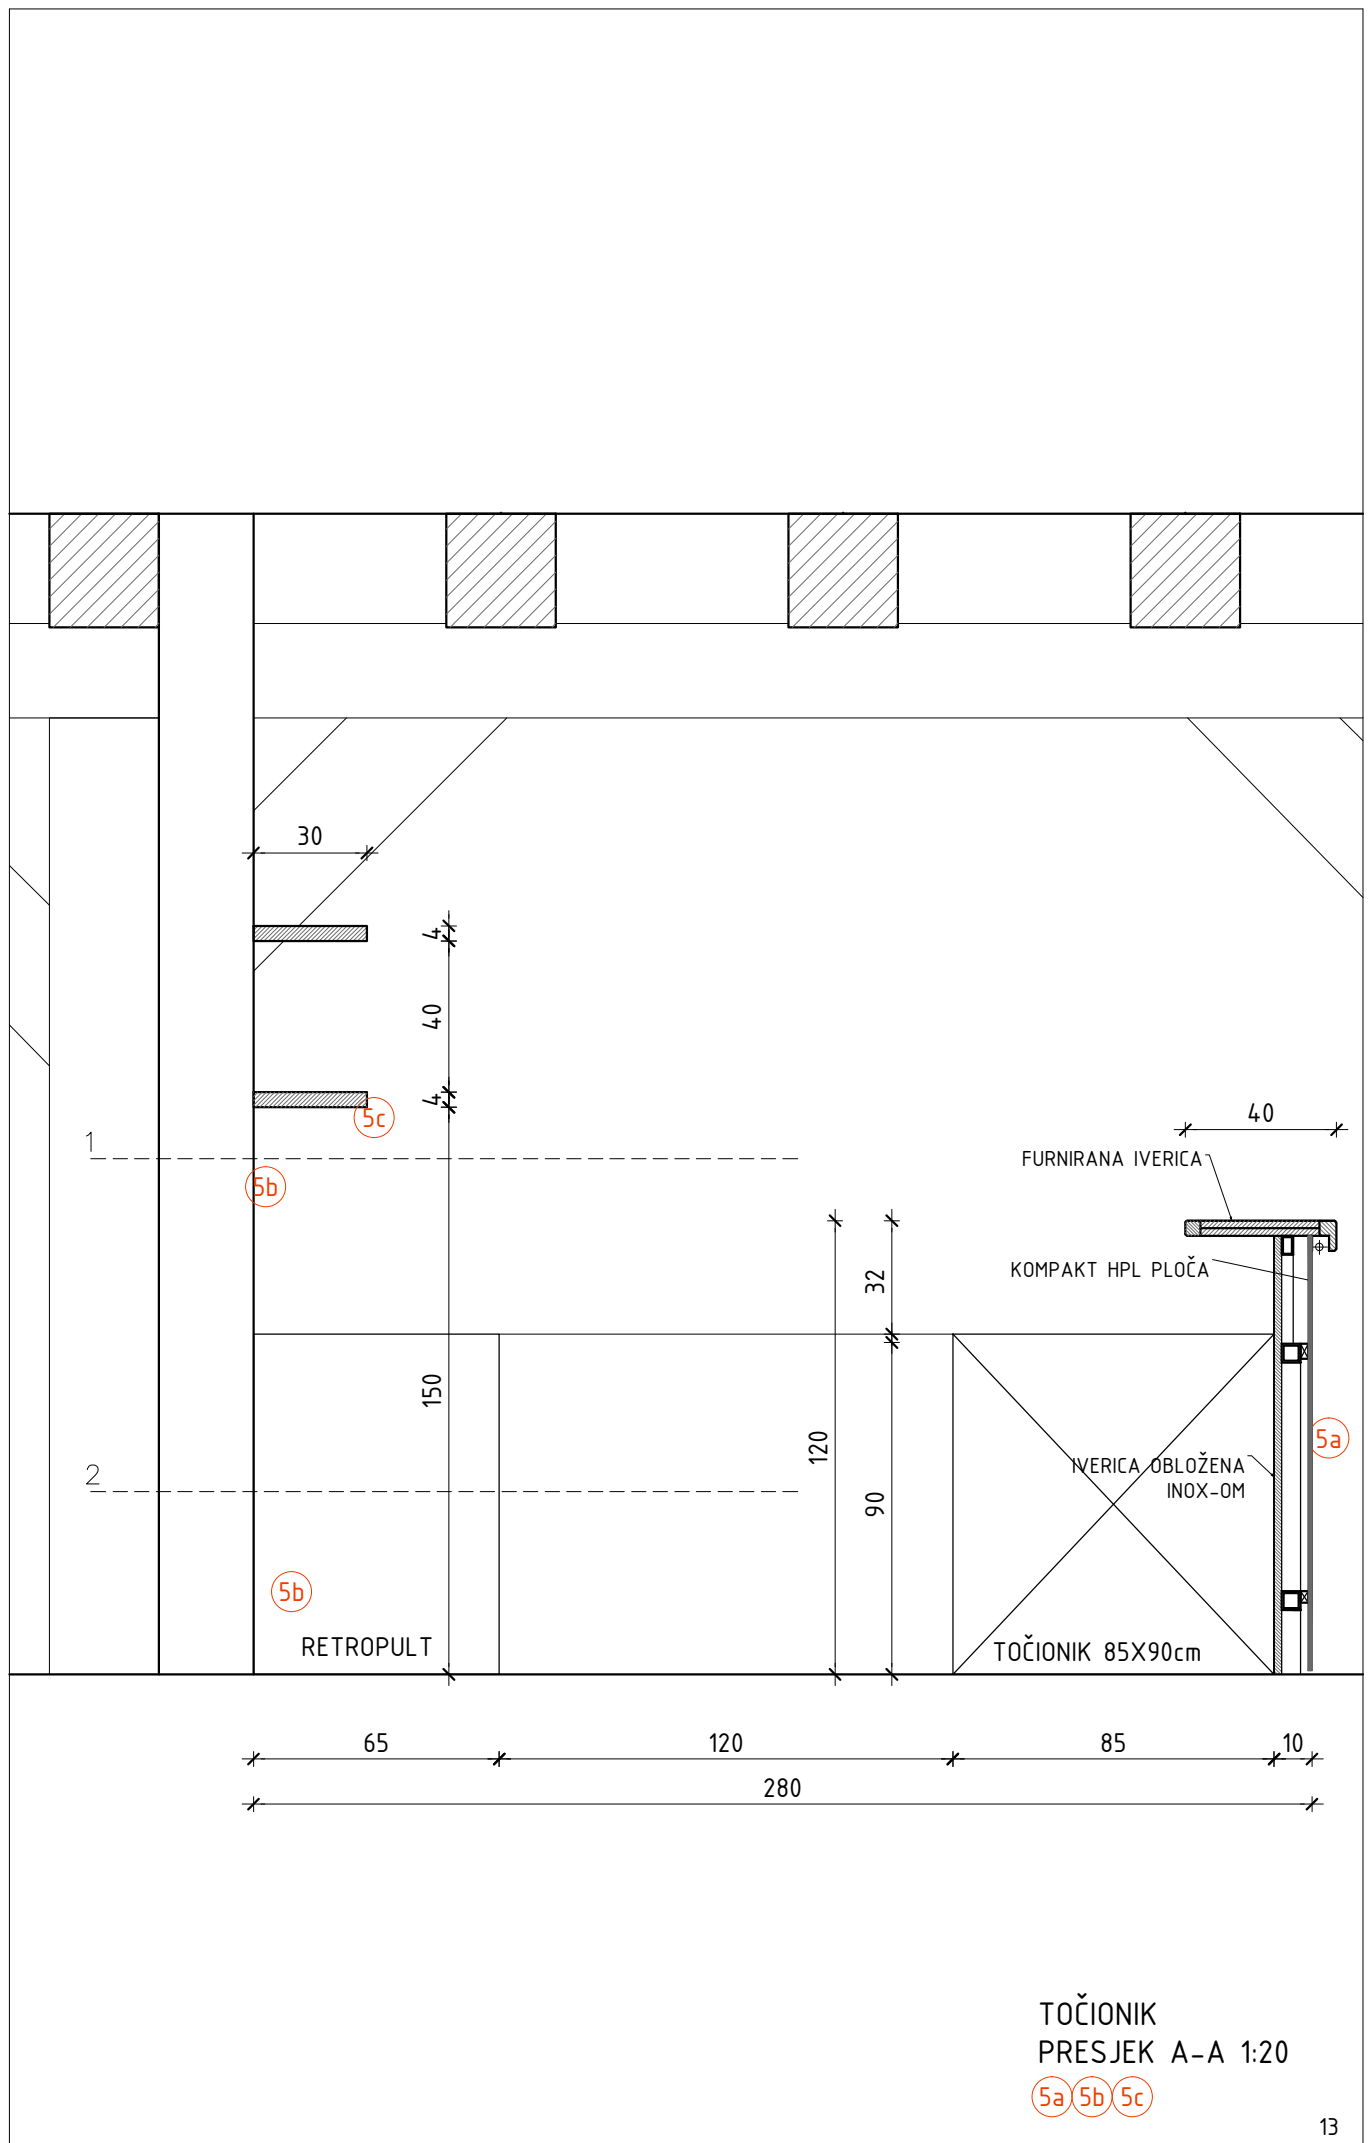 30
4
40
4
5c
1
5b
40
FURNIRANA IVERICA
KOMPAKT HPL PLOČA
32
150
120
90
5a
2
IVERICA OBLOŽENA
INOX-OM
5b
RETROPULT
TOČIONIK 85X90cm
65
120
85
10
280
TOČIONIK
PRESJEK A-A 1:20
5a 5b 5c
13